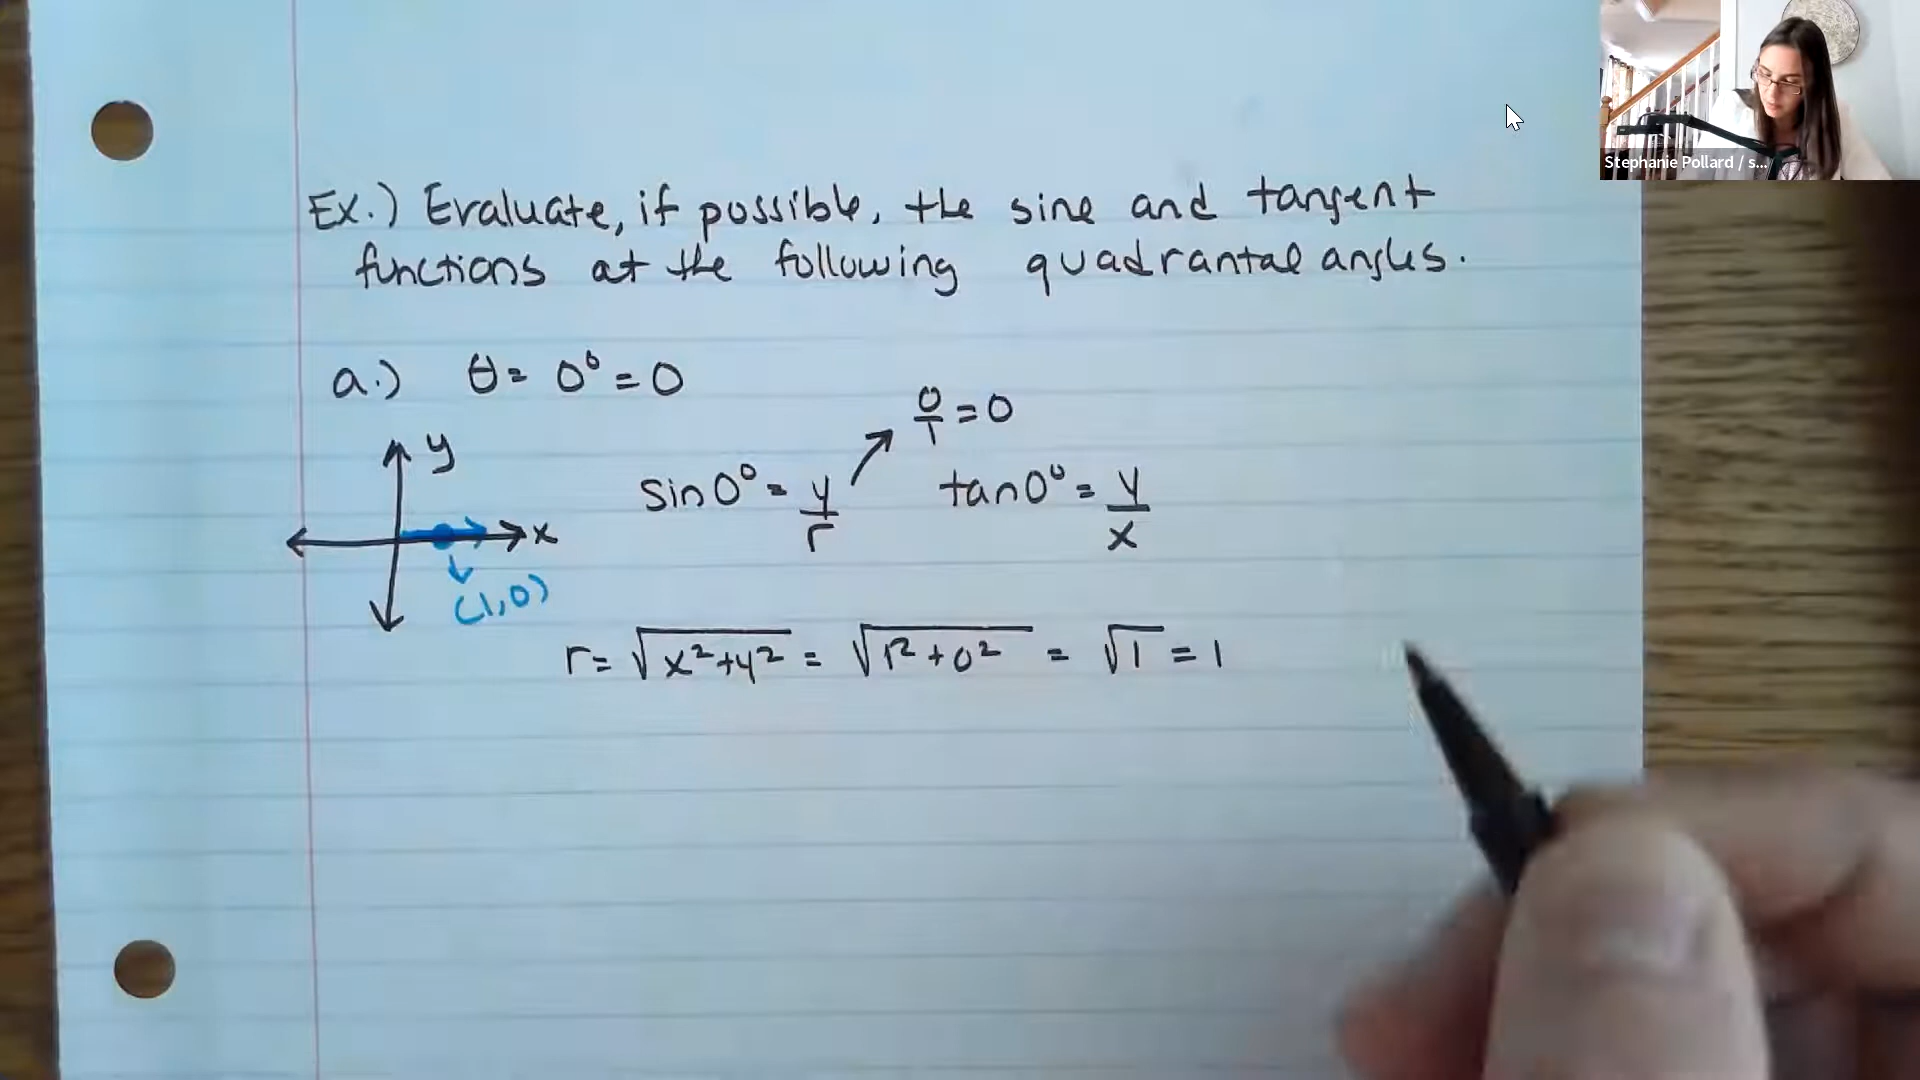 Stephanie Pollard / s...
Ex.) Evaluate, if possible, the sine and tangent
functions at the following quadrantal angles.
a.) θ = 0° = 0
y
x
(1,0)
sin 0° = y/r
0/1 = 0
tan 0° = y/x
r = √x²+y² = √1²+0² = √1 = 1